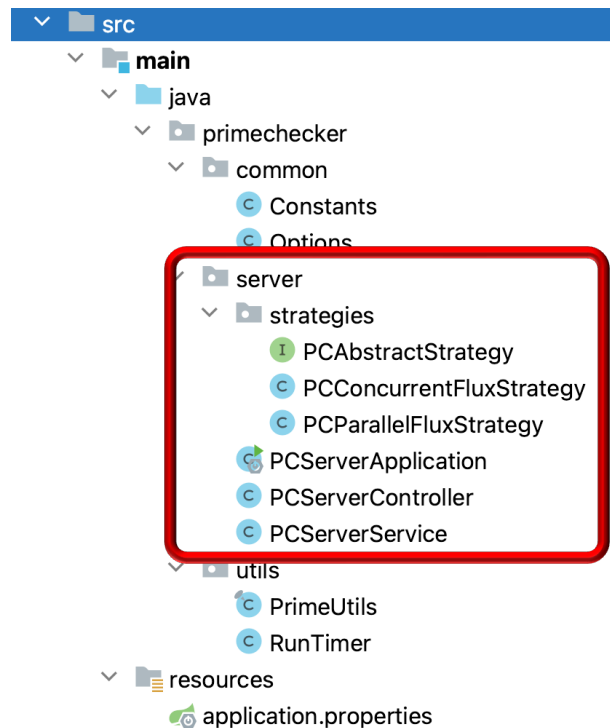 src
main
java
primechecker
common
C Constants
C Options
server
strategies
I PCAbstractStrategy
C PCConcurrentFluxStrategy
C PCParallelFluxStrategy
C PCServerApplication
C PCServerController
C PCServerService
utils
C PrimeUtils
C RunTimer
resources
application.properties